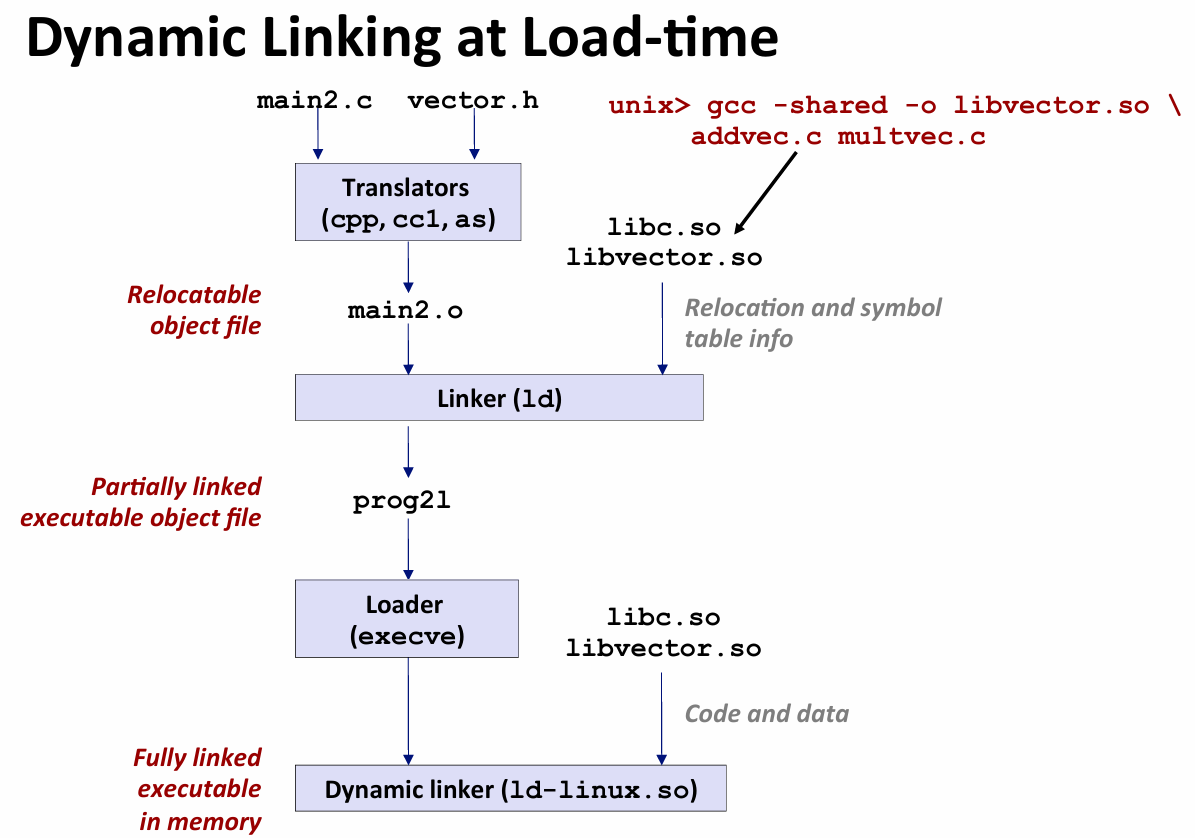 Dynamic Linking at Load-time
main2.c vector.h
unix> gcc -shared -o libvector.so \
addvec.c multvec.c
Translators
(cpp, cc1, as)
libc.so
libvector.so
Relocatable
object file
main2.o
Relocation and symbol
table info
Linker (ld)
Partially linked
executable object file
prog2l
Loader
(execve)
libc.so
libvector.so
Code and data
Fully linked
executable
in memory
Dynamic linker (ld-linux.so)